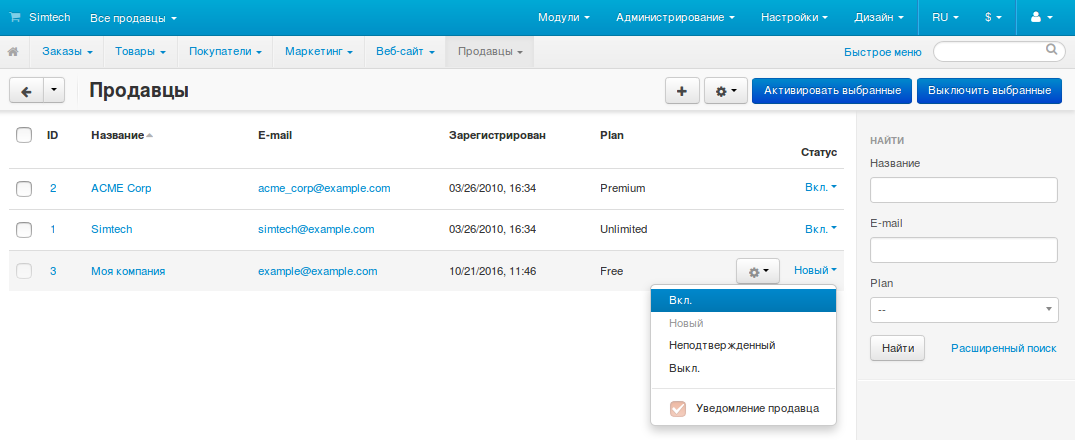 Simtech Все продавцы Модули Администрирование Настройки Дизайн RU $
Заказы Товары Покупатели Маркетинг Веб-сайт Продавцы Быстрое меню
Продавцы Активировать выбранные Выключить выбранные
ID Название E-mail Зарегистрирован Plan Статус
2 ACME Corp acme_corp@example.com 03/26/2010, 16:34 Premium Вкл.
1 Simtech simtech@example.com 03/26/2010, 16:34 Unlimited Вкл.
3 Моя компания example@example.com 10/21/2016, 11:46 Free Новый
Вкл.
Новый
Неподтвержденный
Выкл.
Уведомление продавца
НАЙТИ
Название
E-mail
Plan
--
Найти Расширенный поиск